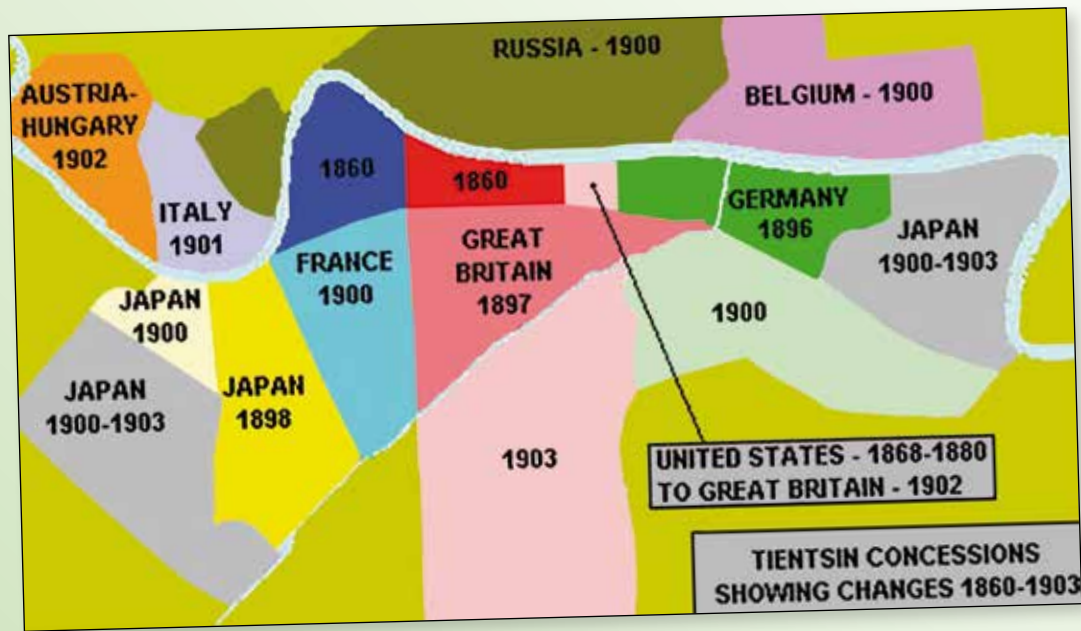 RUSSIA - 1900
AUSTRIA-
HUNGARY
1902
BELGIUM - 1900
1860
1860
ITALY
1901
GERMANY
1896
FRANCE
1900
GREAT
BRITAIN
1897
JAPAN
1900-1903
JAPAN
1900
1900
JAPAN
1900-1903
JAPAN
1898
1903
UNITED STATES - 1868-1880
TO GREAT BRITAIN - 1902
TIENTSIN CONCESSIONS
SHOWING CHANGES 1860-1903